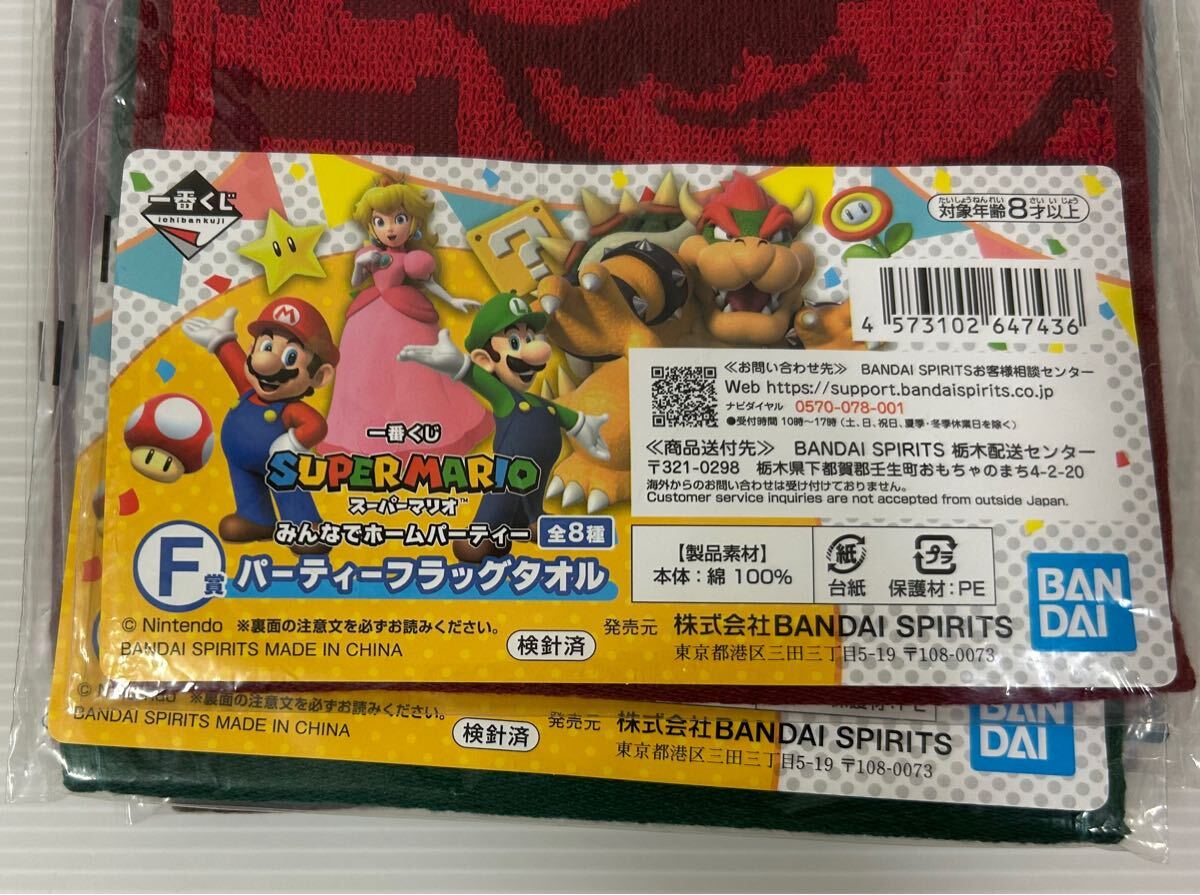 一番くじ
ichibankuji
たいしょうねんれい さい いじょう
対象年齢8才以上
4 573102 647436
≪お問い合わせ先≫ BANDAI SPIRITSお客様相談センター
Web https://support.bandaispirits.co.jp
ナビダイヤル 0570-078-001
●受付時間 10時〜17時 (土、日、祝日、夏季・冬季休業日を除く)
≪商品送付先≫ BANDAI SPIRITS 栃木配送センター
〒321-0298 栃木県下都賀郡壬生町おもちゃのまち4-2-20
海外からのお問い合わせは受け付けておりません。
Customer service inquiries are not accepted from outside Japan.
一番くじ
SUPER MARIO
スーパーマリオ™
みんなでホームパーティー 全8種
F賞 パーティーフラッグタオル
【製品素材】
本体:綿 100%
紙
台紙
プラ
保護材:PE
BAN
DAI
© Nintendo ※裏面の注意文を必ずお読みください。
BANDAI SPIRITS MADE IN CHINA
検針済
発売元 株式会社BANDAI SPIRITS
東京都港区三田三丁目5-19 〒108-0073
※裏面の注意文を必ずお読みください。
BANDAI SPIRITS MADE IN CHINA
検針済
発売元 株式会社BANDAI SPIRITS
東京都港区三田三丁目5-19 〒108-0073
BAN
DAI